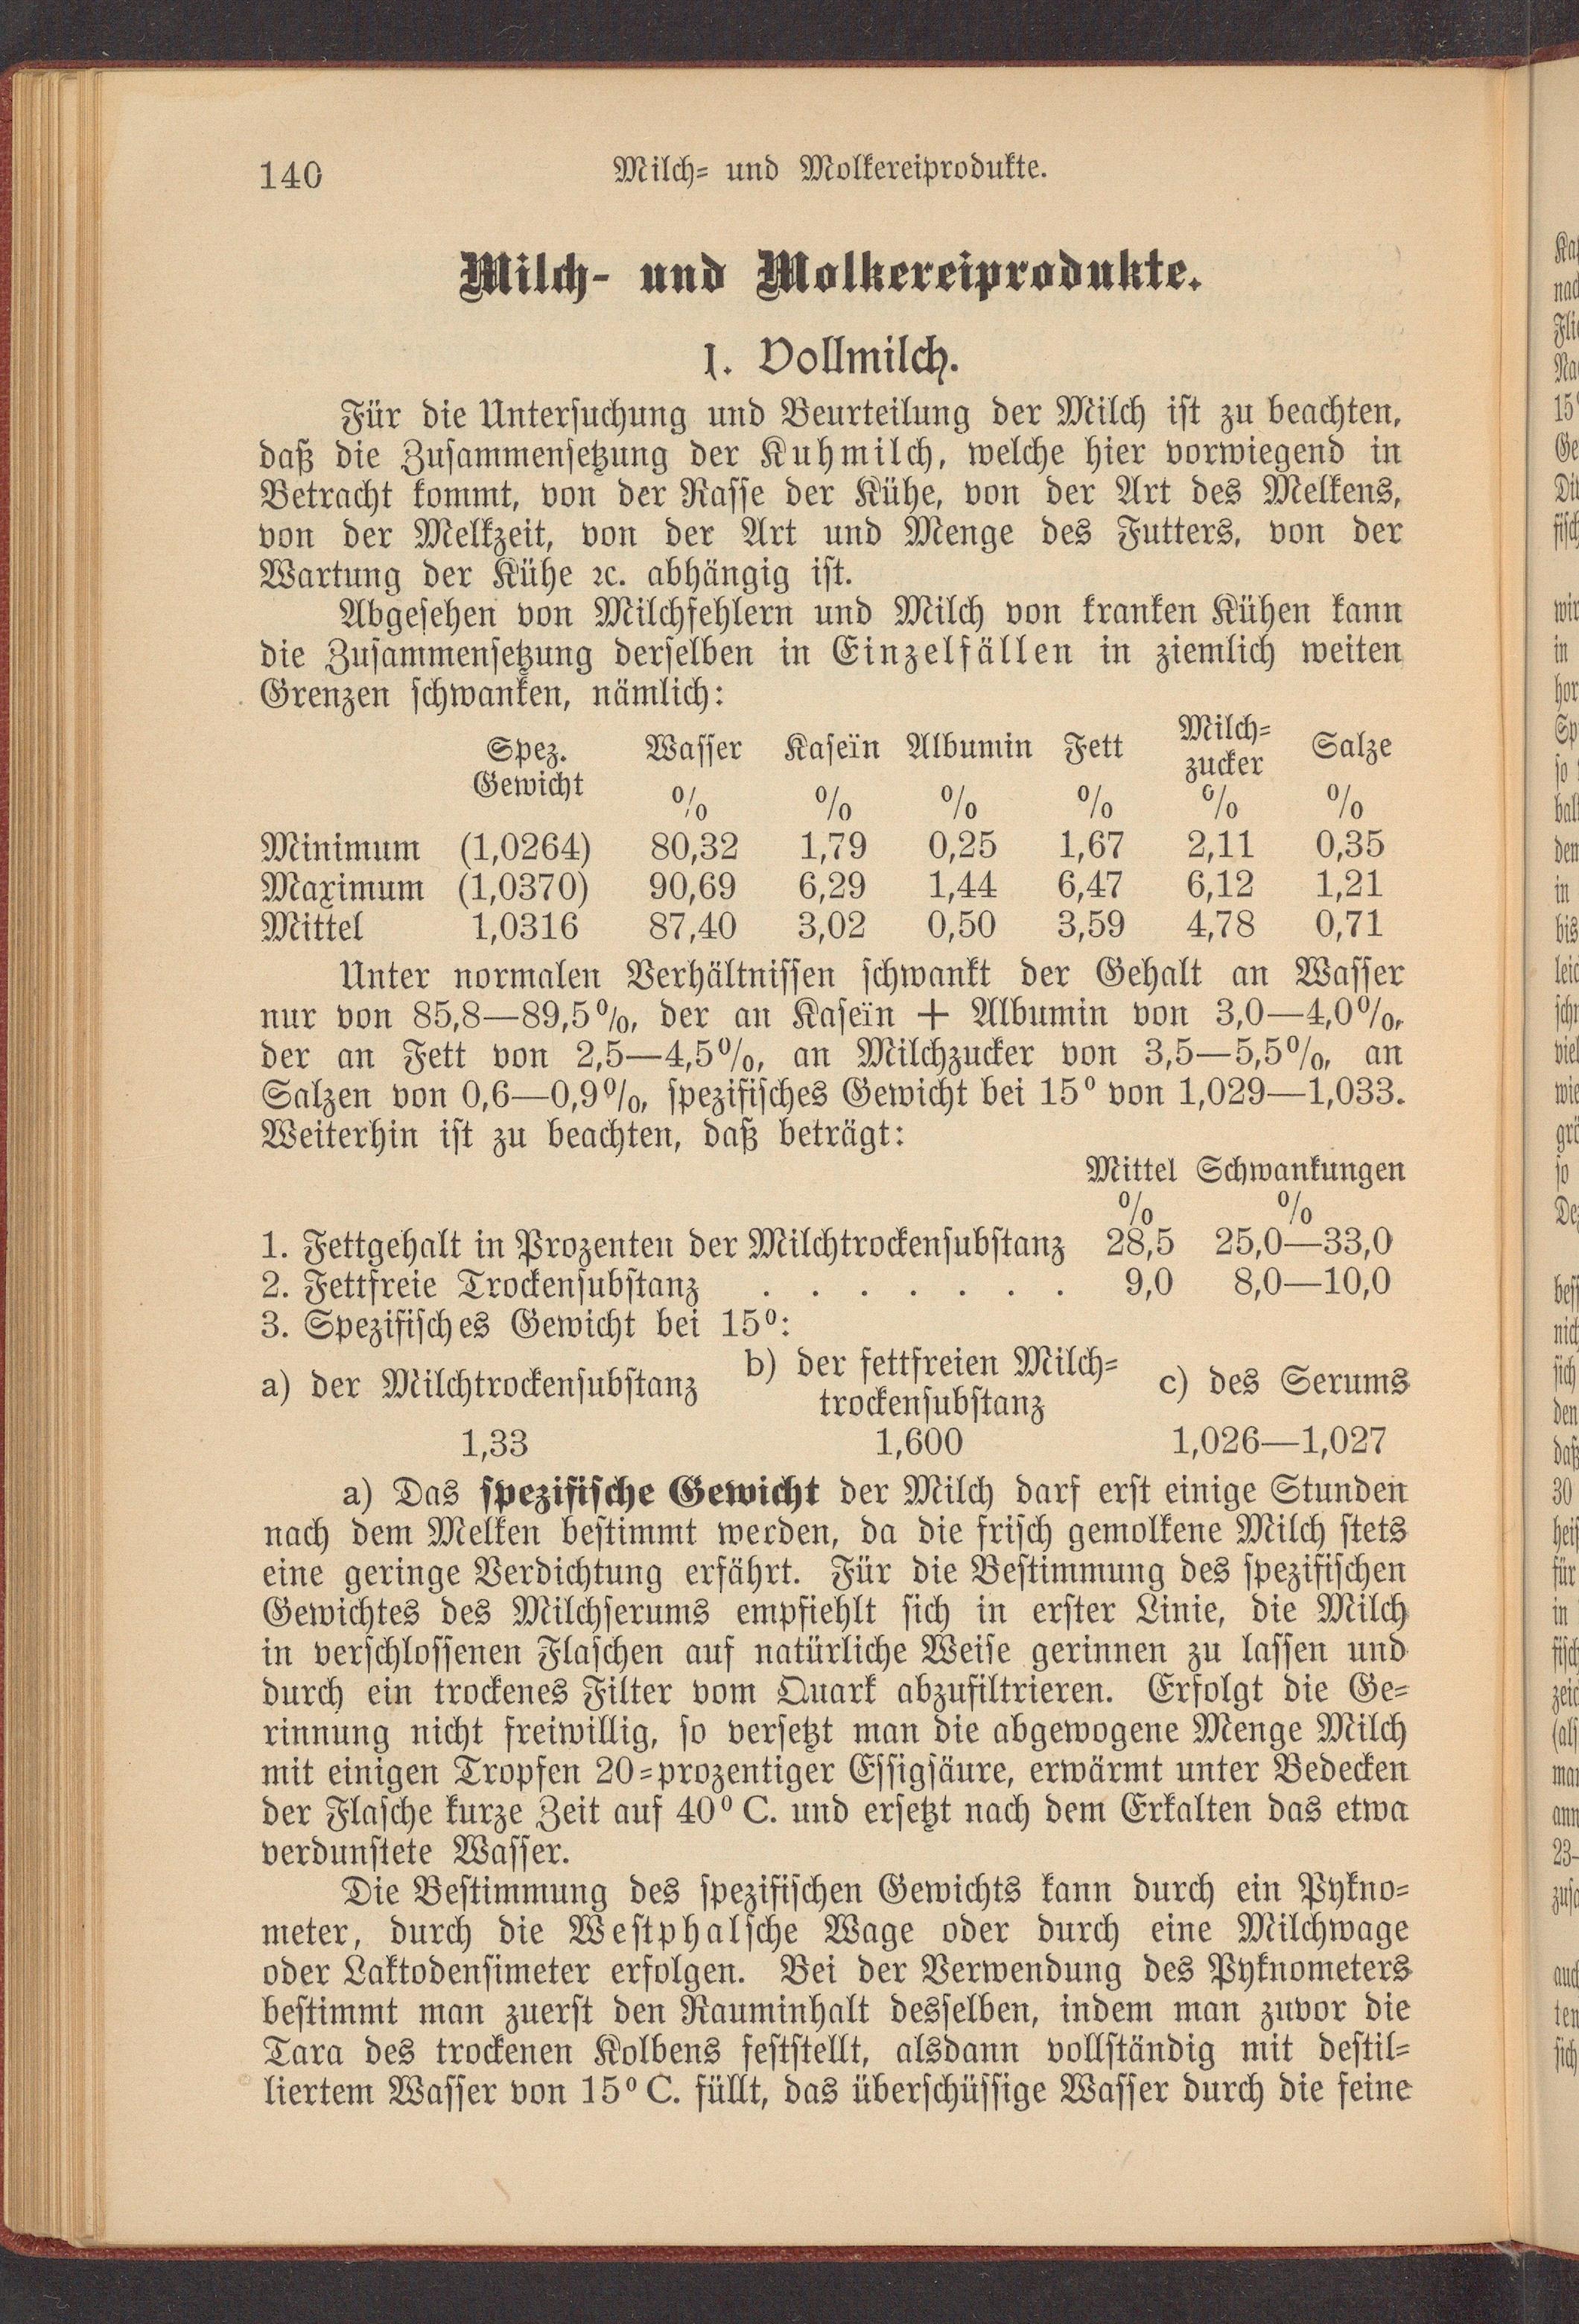 140
Milch- und Molkereiprodukte.
Milch- und Molkereiprodukte.
1. Vollmilch.
Für die Untersuchung und Beurteilung der Milch ist zu beachten,
daß die Zusammensetzung der Kuhmilch, welche hier vorwiegend in
Betracht kommt, von der Rasse der Kühe, von der Art des Melkens,
von der Melkzeit, von der Art und Menge des Futters, von der
Wartung der Kühe ꝛc. abhängig ist.
Abgesehen von Milchfehlern und Milch von kranken Kühen kann
die Zusammensetzung derselben in Einzelfällen in ziemlich weiten
Grenzen schwanken, nämlich:
Spez. Gewicht Wasser Kaseïn Albumin Fett Milch-zucker Salze
% % % % % %
Minimum (1,0264) 80,32 1,79 0,25 1,67 2,11 0,35
Maximum (1,0370) 90,69 6,29 1,44 6,47 6,12 1,21
Mittel 1,0316 87,40 3,02 0,50 3,59 4,78 0,71
Unter normalen Verhältnissen schwankt der Gehalt an Wasser
nur von 85,8—89,5%, der an Kaseïn + Albumin von 3,0—4,0%,
der an Fett von 2,5—4,5%, an Milchzucker von 3,5—5,5%, an
Salzen von 0,6—0,9%, spezifisches Gewicht bei 15° von 1,029—1,033.
Weiterhin ist zu beachten, daß beträgt:
Mittel Schwankungen
% %
1. Fettgehalt in Prozenten der Milchtrockensubstanz 28,5 25,0—33,0
2. Fettfreie Trockensubstanz . . . . . . . 9,0 8,0—10,0
3. Spezifisches Gewicht bei 15°:
a) der Milchtrockensubstanz b) der fettfreien Milch-trockensubstanz c) des Serums
1,33 1,600 1,026—1,027
a) Das spezifische Gewicht der Milch darf erst einige Stunden
nach dem Melken bestimmt werden, da die frisch gemolkene Milch stets
eine geringe Verdichtung erfährt. Für die Bestimmung des spezifischen
Gewichtes des Milchserums empfiehlt sich in erster Linie, die Milch
in verschlossenen Flaschen auf natürliche Weise gerinnen zu lassen und
durch ein trockenes Filter vom Quark abzufiltrieren. Erfolgt die Ge-
rinnung nicht freiwillig, so versetzt man die abgewogene Menge Milch
mit einigen Tropfen 20-prozentiger Essigsäure, erwärmt unter Bedecken
der Flasche kurze Zeit auf 40° C. und ersetzt nach dem Erkalten das etwa
verdunstete Wasser.
Die Bestimmung des spezifischen Gewichts kann durch ein Pykno-
meter, durch die Westphalsche Wage oder durch eine Milchwage
oder Laktodensimeter erfolgen. Bei der Verwendung des Pyknometers
bestimmt man zuerst den Rauminhalt desselben, indem man zuvor die
Tara des trockenen Kolbens feststellt, alsdann vollständig mit destil-
liertem Wasser von 15° C. füllt, das überschüssige Wasser durch die feine